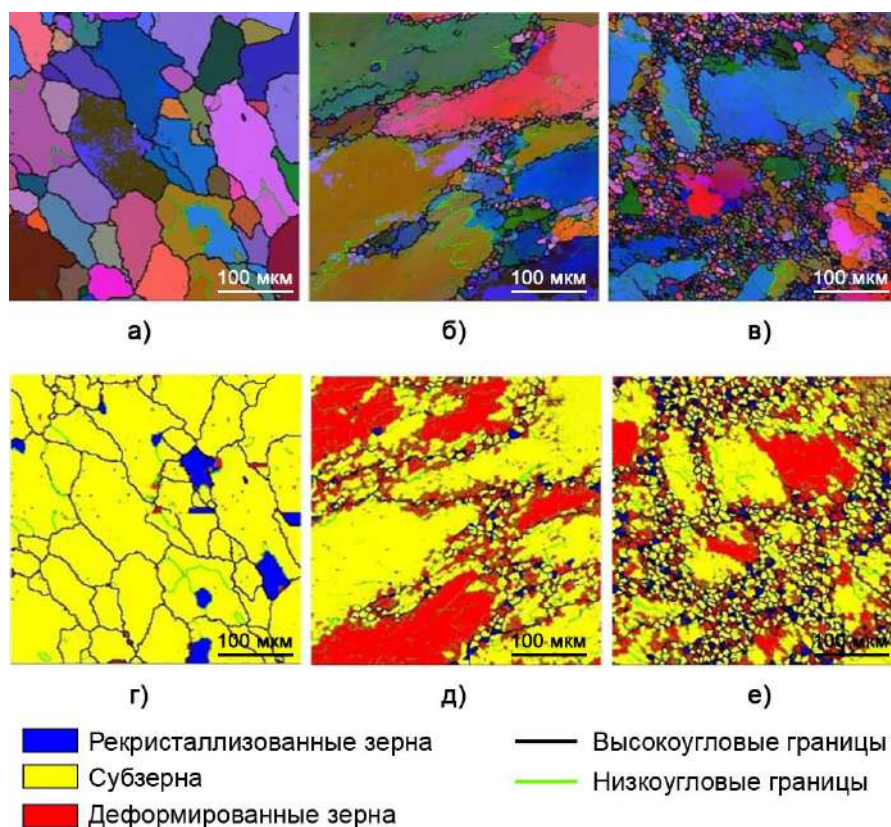 100 мкм
100 мкм
100 мкм
а)
б)
в)
100 мкм
100 мкм
100 мкм
г)
д)
е)
Рекристаллизованные зерна
Высокоугловые границы
Субзерна
Низкоугловые границы
Деформированные зерна